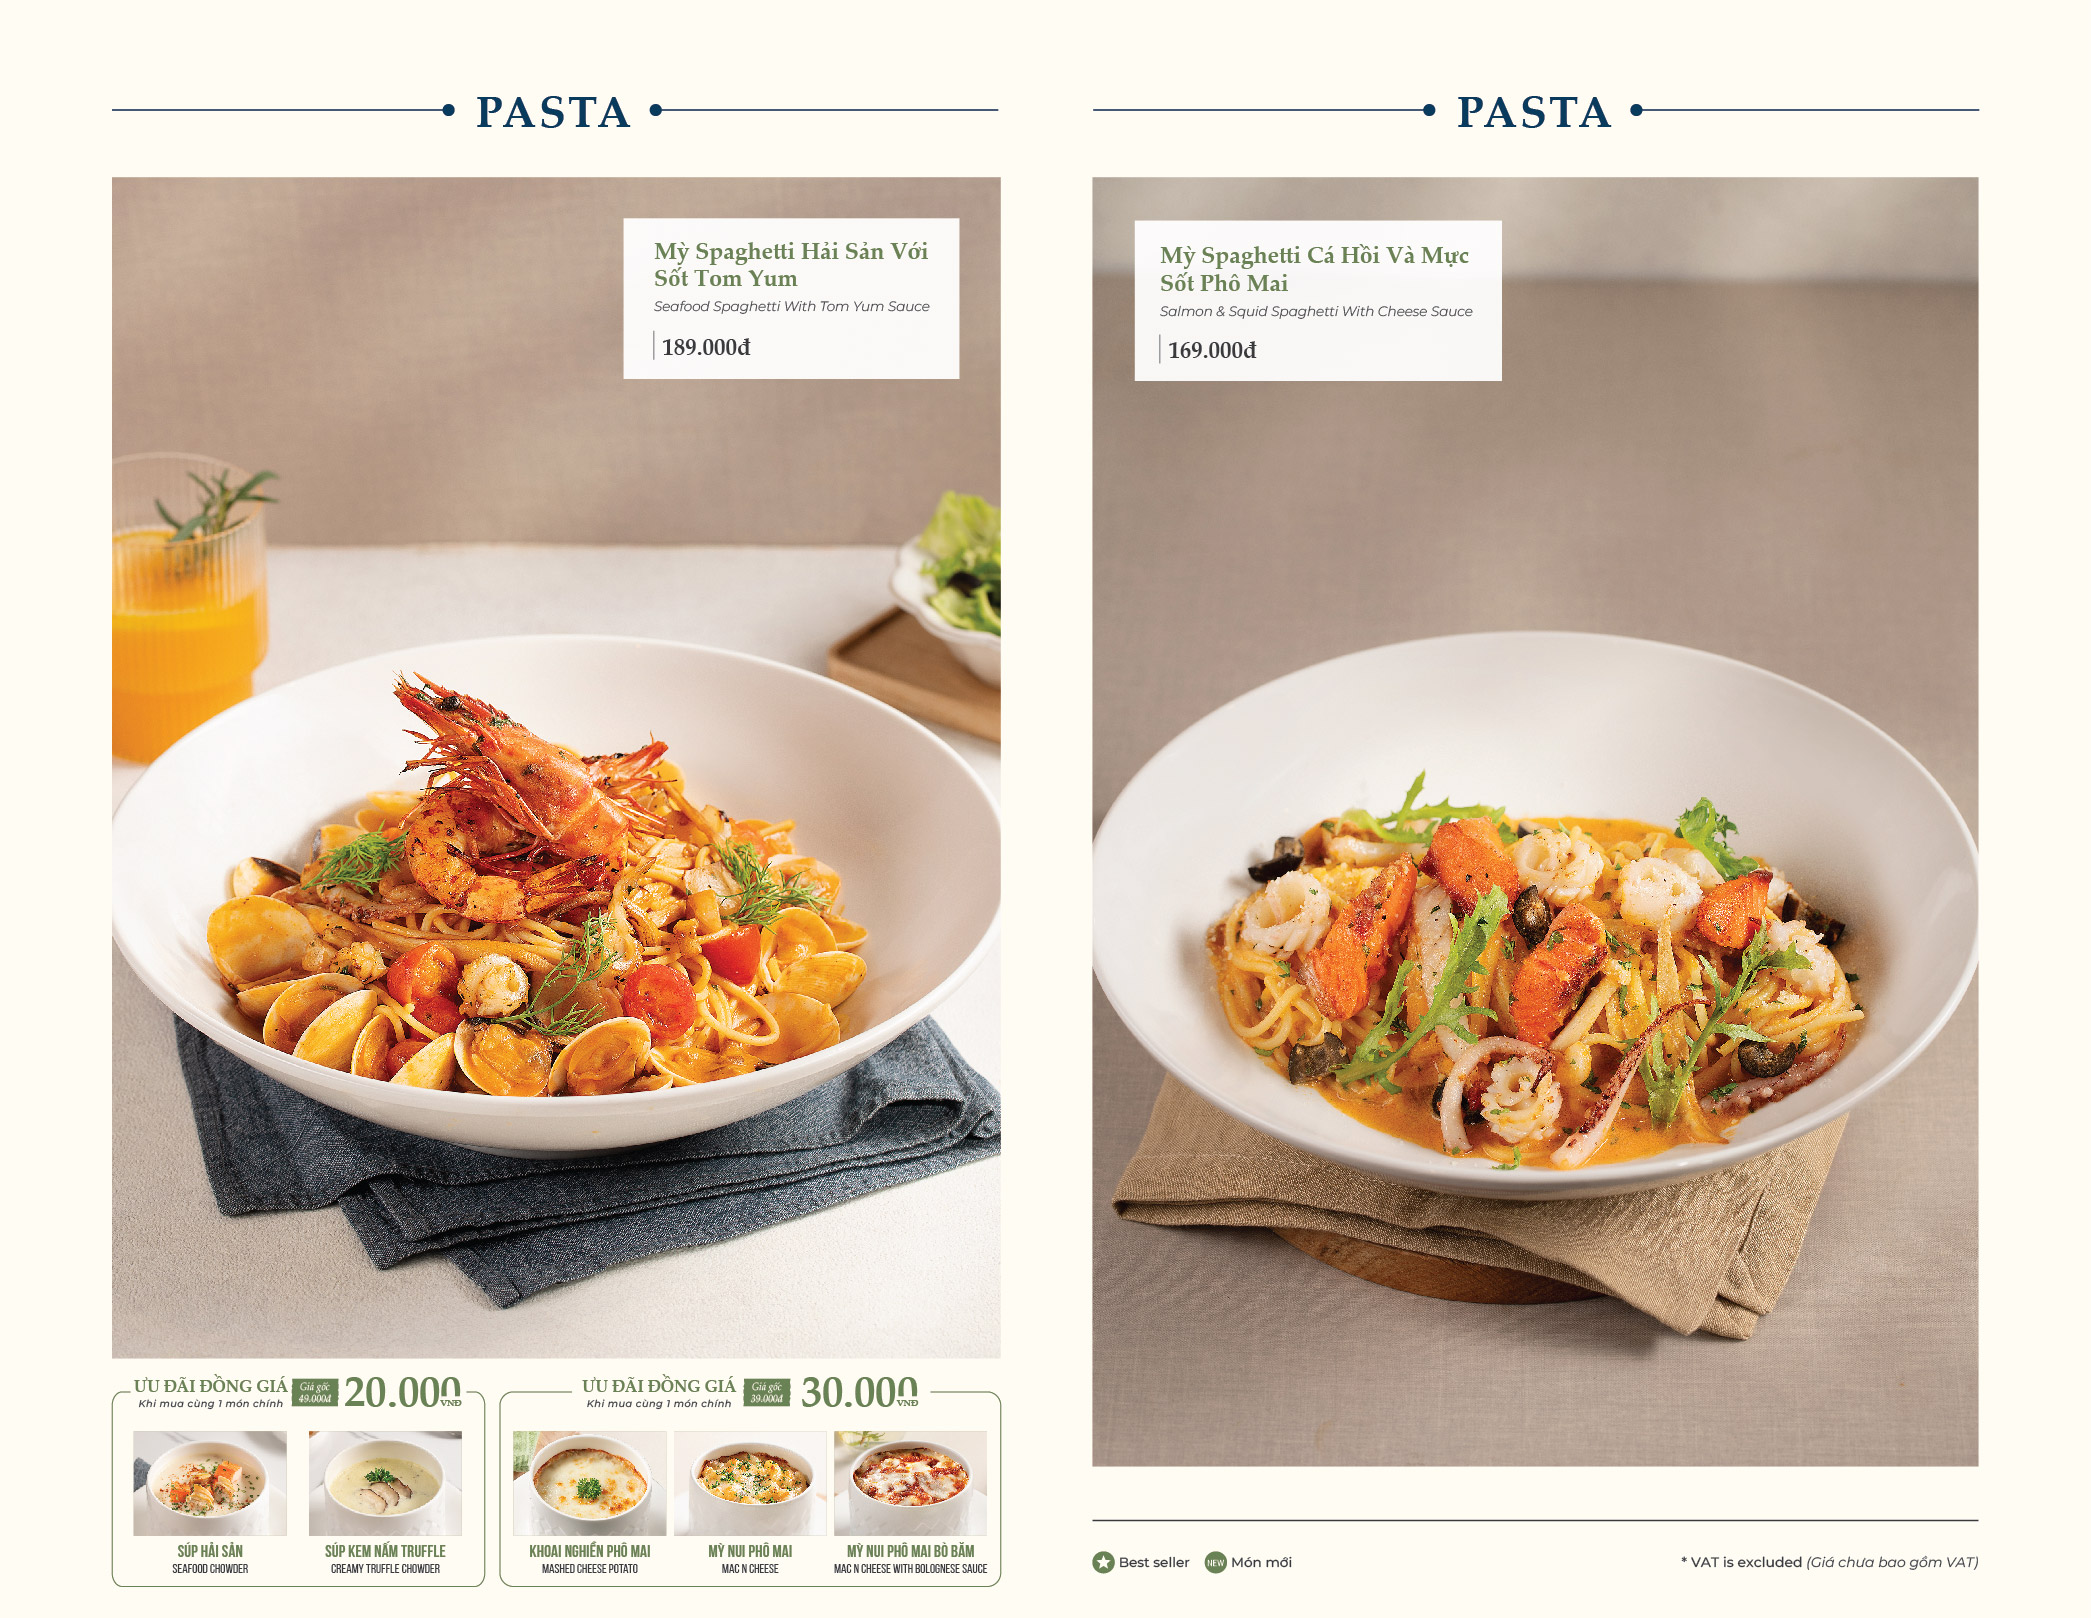 PASTA
Mỳ Spaghetti Hải Sản Với
Sốt Tom Yum
Seafood Spaghetti With Tom Yum Sauce
189.000đ
ƯU ĐÃI ĐỒNG GIÁ
Khi mua cùng 1 món chính
Giá gốc
49.000đ
20.000
VNĐ
SÚP HẢI SẢN
SEAFOOD CHOWDER
SÚP KEM NẤM TRUFFLE
CREAMY TRUFFLE CHOWDER
ƯU ĐÃI ĐỒNG GIÁ
Khi mua cùng 1 món chính
Giá gốc
39.000đ
30.000
VNĐ
KHOAI NGHIỀN PHÔ MAI
MASHED CHEESE POTATO
MỲ NUI PHÔ MAI
MAC N CHEESE
MỲ NUI PHÔ MAI BÒ BẰM
MAC N CHEESE WITH BOLOGNESE SAUCE
PASTA
Mỳ Spaghetti Cá Hồi Và Mực
Sốt Phô Mai
Salmon & Squid Spaghetti With Cheese Sauce
169.000đ
Best seller
NEW Món mới
* VAT is excluded (Giá chưa bao gồm VAT)